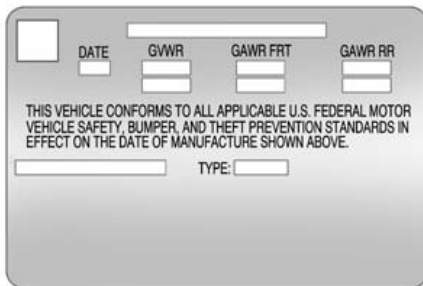 DATE GVWR GAWR FRT GAWR RR
THIS VEHICLE CONFORMS TO ALL APPLICABLE U.S. FEDERAL MOTOR
VEHICLE SAFETY, BUMPER, AND THEFT PREVENTION STANDARDS IN
EFFECT ON THE DATE OF MANUFACTURE SHOWN ABOVE.
TYPE: